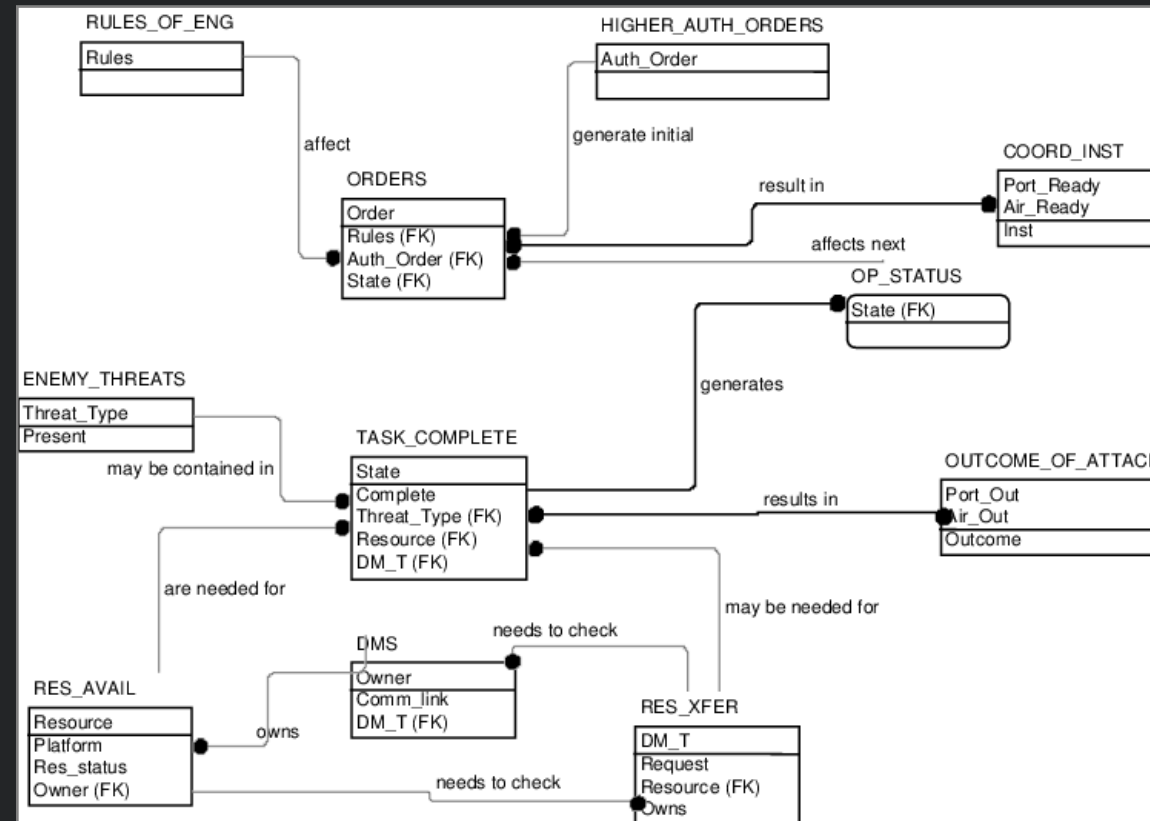 RULES_OF_ENG
Rules
HIGHER_AUTH_ORDERS
Auth_Order
affect
generate initial
COORD_INST
Port_Ready
Air_Ready
Inst
result in
ORDERS
Order
Rules (FK)
Auth_Order (FK)
State (FK)
affects next
OP_STATUS
State (FK)
generates
ENEMY_THREATS
Threat_Type
Present
may be contained in
TASK_COMPLETE
State
Complete
Threat_Type (FK)
Resource (FK)
DM_T (FK)
results in
OUTCOME_OF_ATTAC
Port_Out
Air_Out
Outcome
are needed for
may be needed for
needs to check
DMS
Owner
Comm_link
DM_T (FK)
owns
RES_AVAIL
Resource
Platform
Res_status
Owner (FK)
needs to check
RES_XFER
DM_T
Request
Resource (FK)
Owns